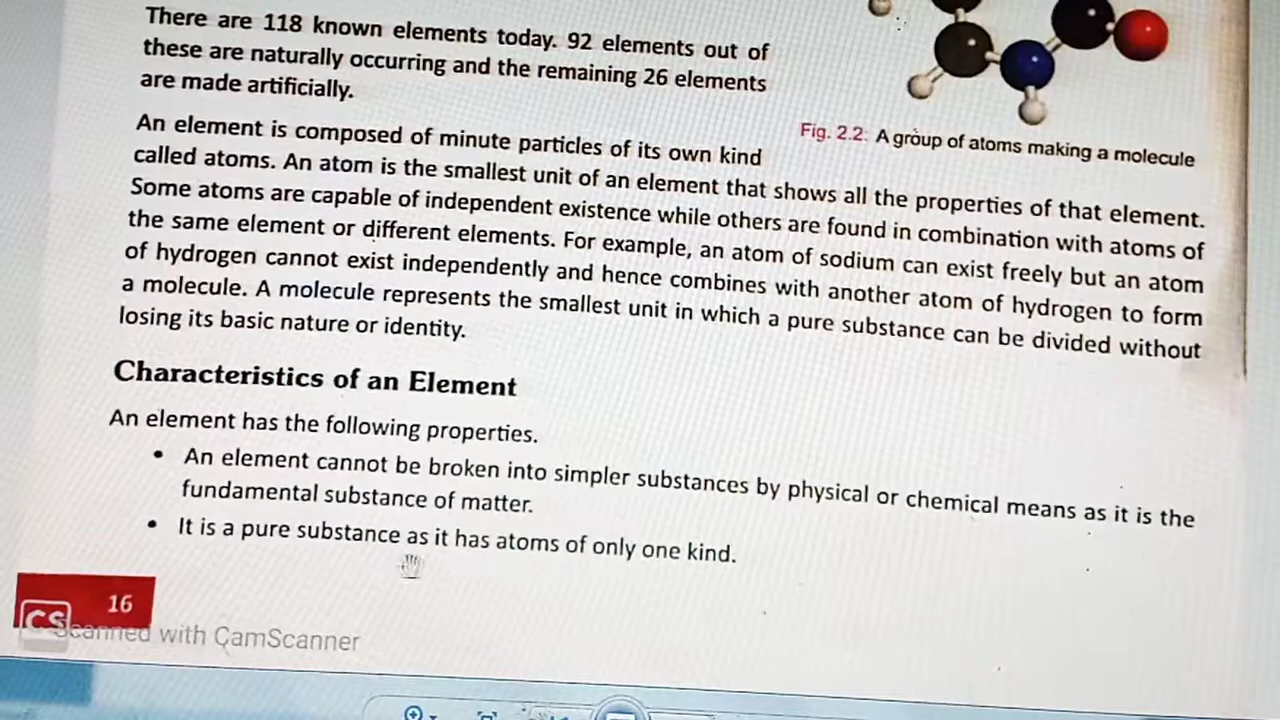 There are 118 known elements today. 92 elements out of
these are naturally occurring and the remaining 26 elements
are made artificially.
Fig. 2.2: A group of atoms making a molecule
An element is composed of minute particles of its own kind
called atoms. An atom is the smallest unit of an element that shows all the properties of that element.
Some atoms are capable of independent existence while others are found in combination with atoms of
the same element or different elements. For example, an atom of sodium can exist freely but an atom
of hydrogen cannot exist independently and hence combines with another atom of hydrogen to form
a molecule. A molecule represents the smallest unit in which a pure substance can be divided without
losing its basic nature or identity.
Characteristics of an Element
An element has the following properties.
• An element cannot be broken into simpler substances by physical or chemical means as it is the
fundamental substance of matter.
• It is a pure substance as it has atoms of only one kind.
16
CS
Scanned with CamScanner